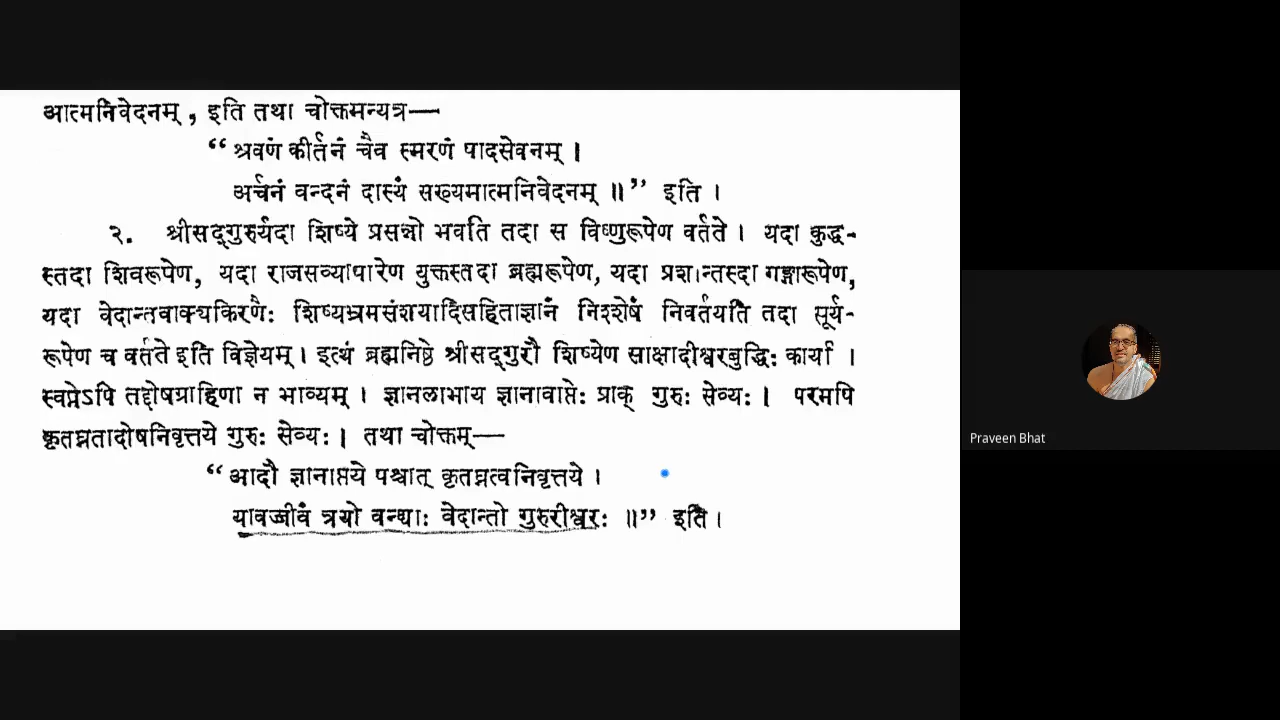 आत्मनिवेदनम् , इति तथा चोक्तमन्यत्र—
“ श्रवणं कीर्तनं चैव स्मरणं पादसेवनम् ।
अर्चनं वन्दनं दास्यं सख्यमात्मनिवेदनम् ॥” इति ।
२. श्रीसद्गुरुर्यदा शिष्ये प्रसन्नो भवति तदा स विष्णुरूपेण वर्तते । यदा क्रुद्ध-
स्तदा शिवरूपेण, यदा राजसव्यापारेण युक्तस्तदा ब्रह्मरूपेण, यदा प्रशान्तस्दा गङ्गारूपेण,
यदा वेदान्तवाक्यकिरणैः शिष्यभ्रमसंशयादिसहिताज्ञानं निश्शेषं निवर्तयति तदा सूर्य-
रूपेण च वर्तते इति विज्ञेयम् । इत्थं ब्रह्मनिष्ठे श्रीसद्गुरौ शिष्येण साक्षादीश्वरबुद्धिः कार्या ।
स्वप्नेऽपि तद्दोषग्राहिणा न भाव्यम् । ज्ञानलाभाय ज्ञानावाप्तेः प्राक् गुरुः सेव्यः । परमपि
कृतघ्नतादोषनिवृत्तये गुरुः सेव्यः । तथा चोक्तम्—
“ आदौ ज्ञानाप्तये पश्चात् कृतघ्नत्वनिवृत्तये ।
यावज्जीवं त्रयो वन्द्याः वेदान्तो गुरुरीश्वरः ॥” इति ।
Praveen Bhat